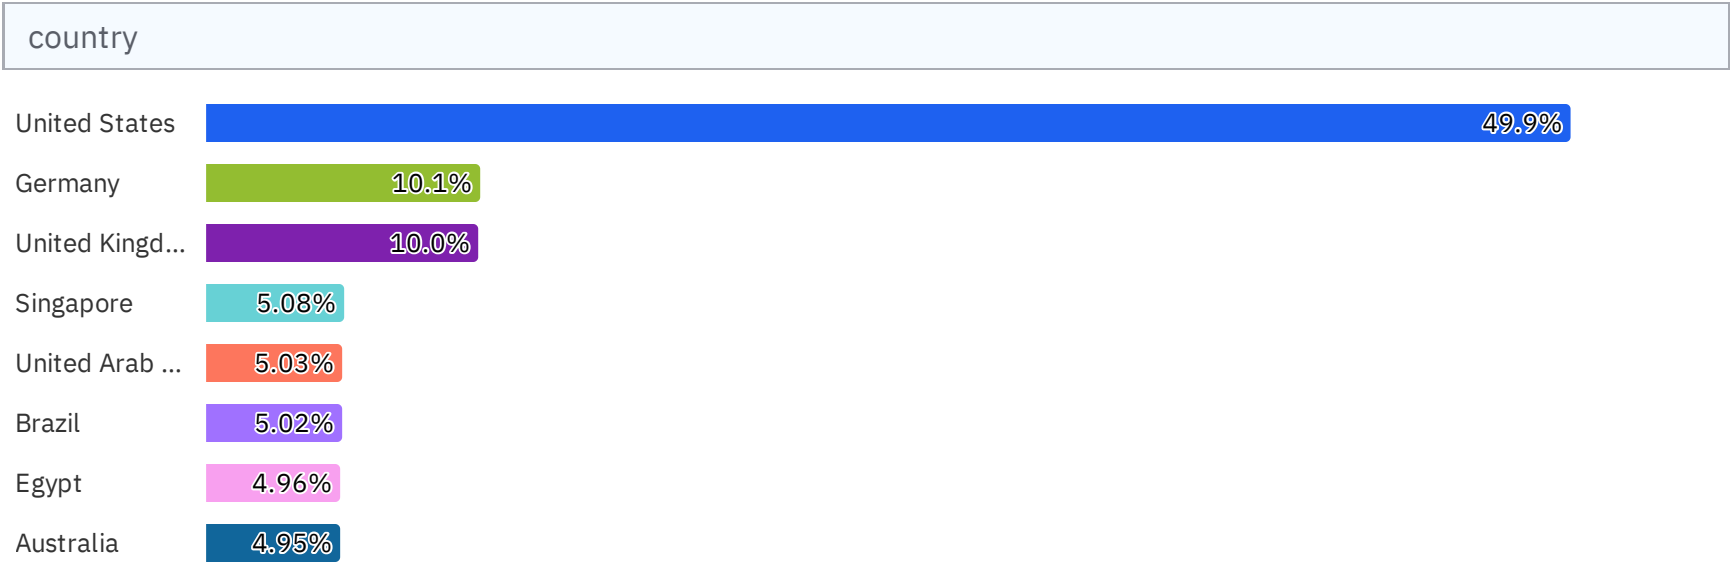 country
United States 49.9%
Germany 10.1%
United Kingd... 10.0%
Singapore 5.08%
United Arab ... 5.03%
Brazil 5.02%
Egypt 4.96%
Australia 4.95%